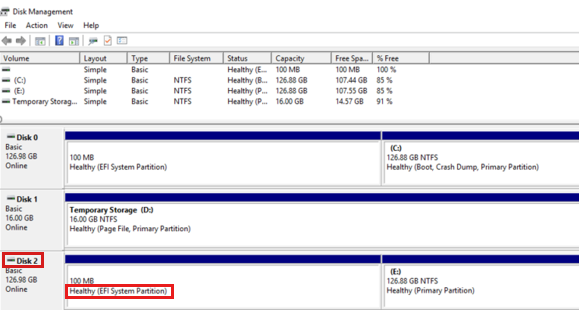 Disk Management
File Action View Help
Volume Layout Type File System Status Capacity Free Spa... % Free
Simple Basic Healthy (E... 100 MB 100 MB 100 %
(C:) Simple Basic NTFS Healthy (B... 126.88 GB 107.44 GB 85 %
(E:) Simple Basic NTFS Healthy (P... 126.88 GB 107.55 GB 85 %
Temporary Storag... Simple Basic NTFS Healthy (P... 16.00 GB 14.57 GB 91 %
Disk 0
Basic
126.98 GB
Online
100 MB
Healthy (EFI System Partition)
(C:)
126.88 GB NTFS
Healthy (Boot, Crash Dump, Primary Partition)
Disk 1
Basic
16.00 GB
Online
Temporary Storage (D:)
16.00 GB NTFS
Healthy (Page File, Primary Partition)
Disk 2
Basic
126.98 GB
Online
100 MB
Healthy (EFI System Partition)
(E:)
126.88 GB NTFS
Healthy (Primary Partition)